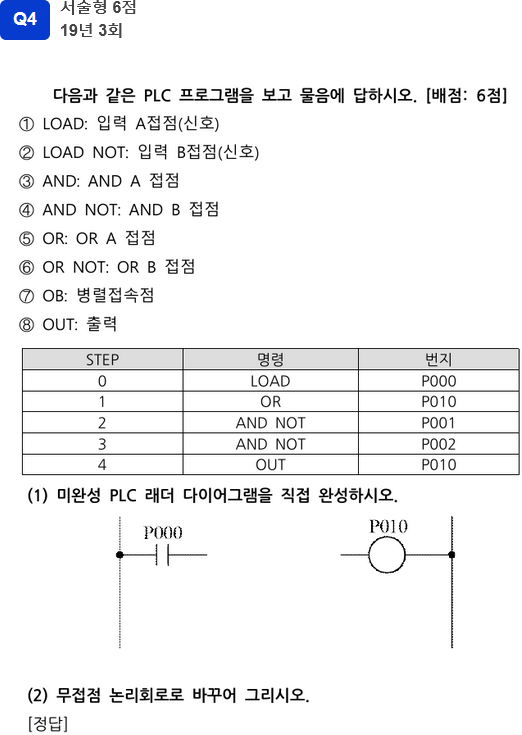 Q4
서술형 6점
19년 3회
다음과 같은 PLC 프로그램을 보고 물음에 답하시오. [배점: 6점]
① LOAD: 입력 A접점(신호)
② LOAD NOT: 입력 B접점(신호)
③ AND: AND A 접점
④ AND NOT: AND B 접점
⑤ OR: OR A 접점
⑥ OR NOT: OR B 접점
⑦ OB: 병렬접속점
⑧ OUT: 출력
STEP 명령 번지
0 LOAD P000
1 OR P010
2 AND NOT P001
3 AND NOT P002
4 OUT P010
(1) 미완성 PLC 래더 다이어그램을 직접 완성하시오.
P000 P010
(2) 무접점 논리회로로 바꾸어 그리시오.
[정답]